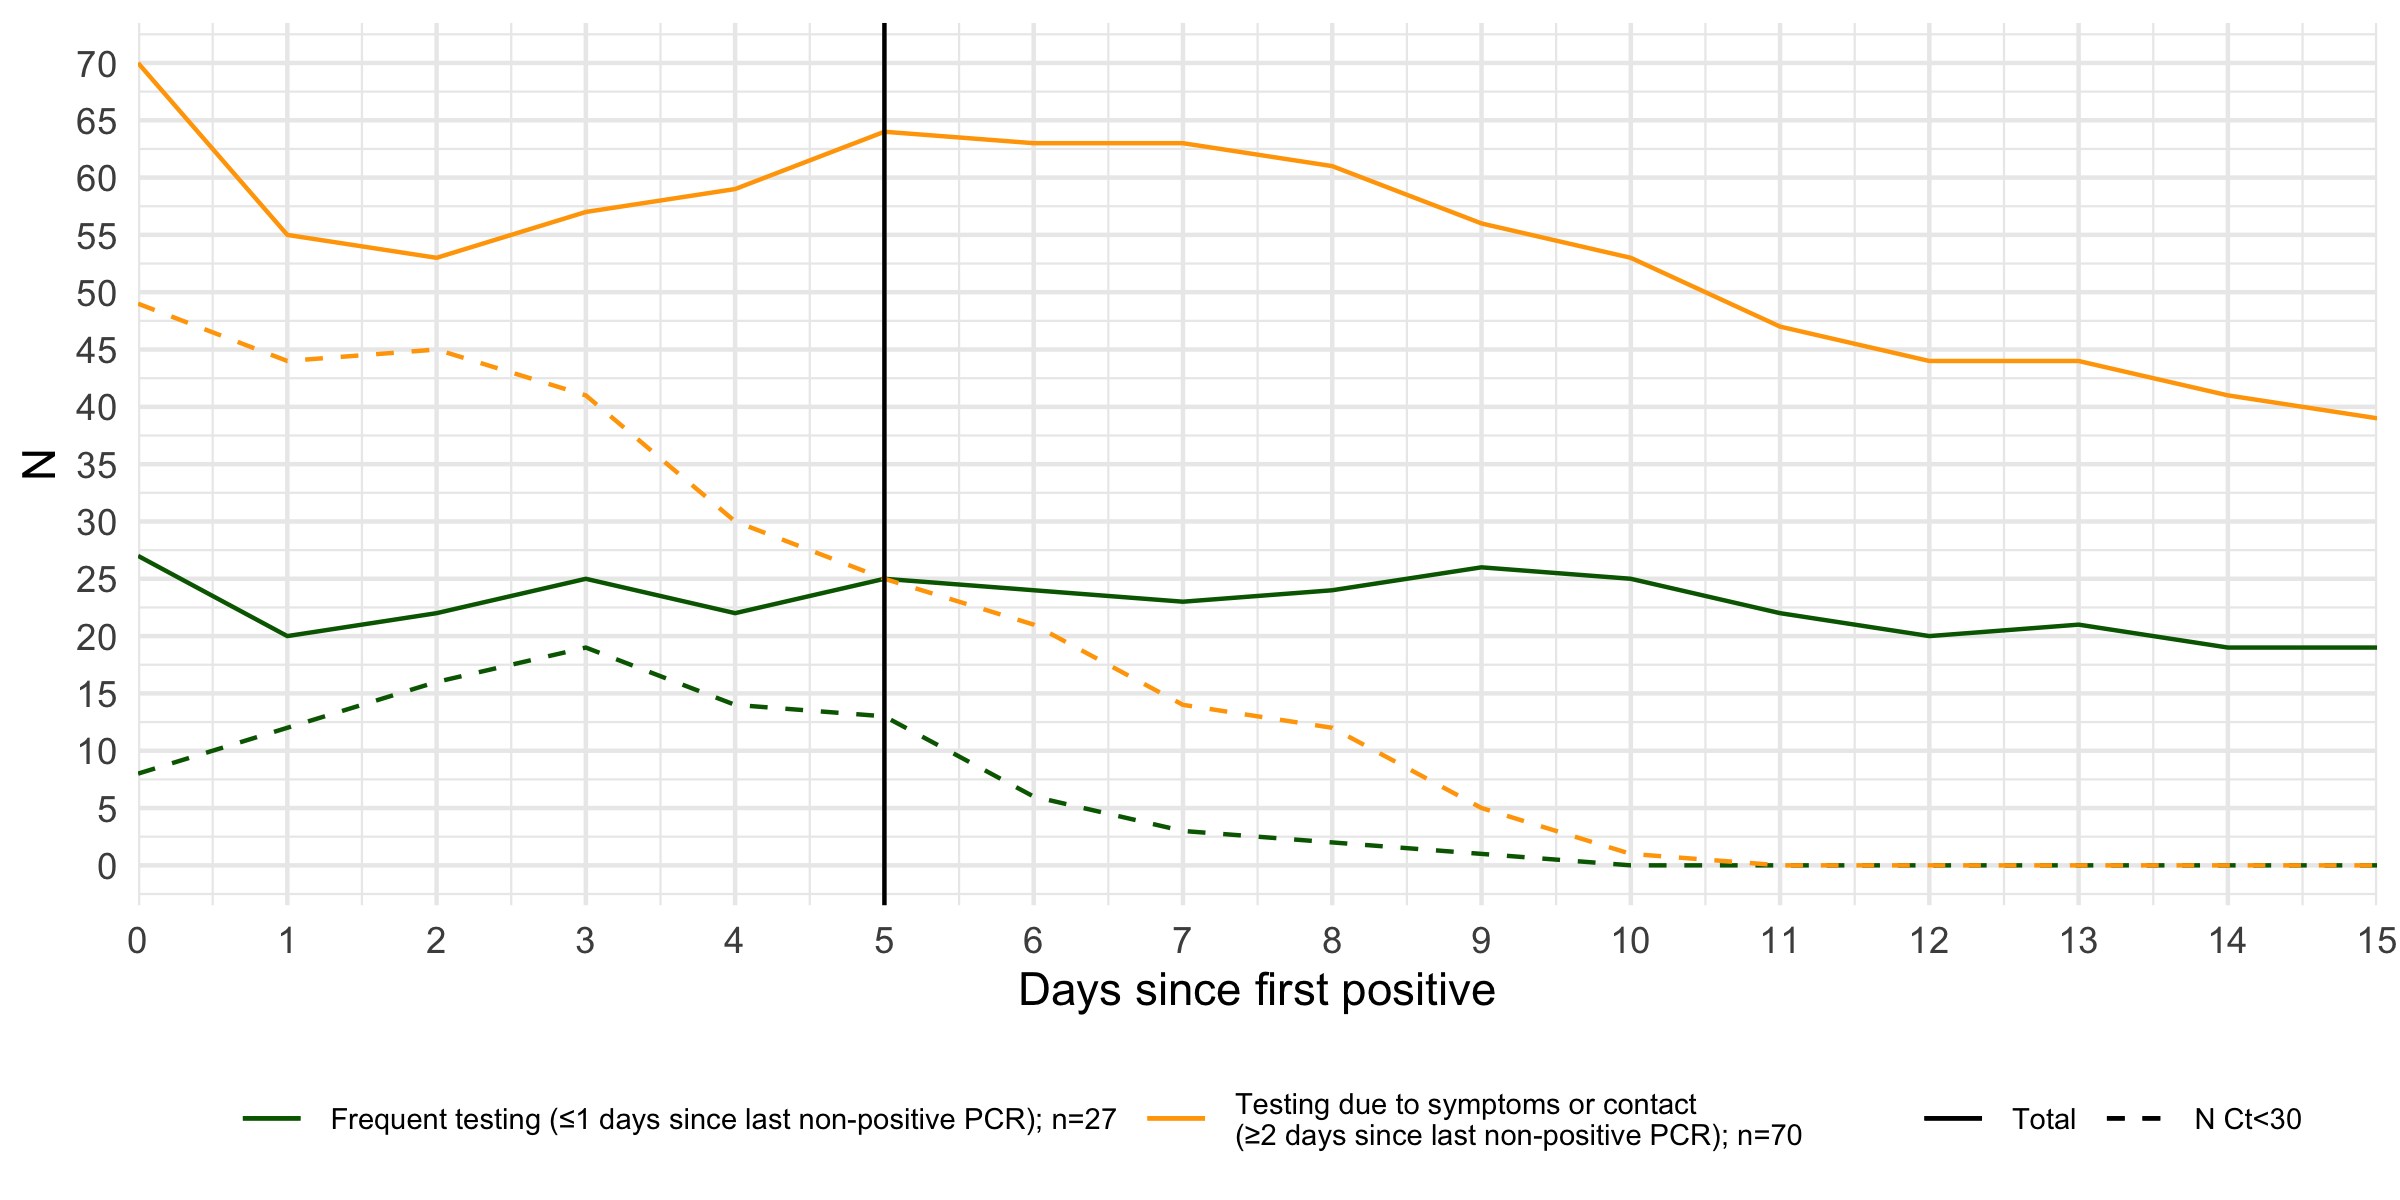 70
65
60
55
50
45
40
35
30
25
20
15
10
5
0
N
0 1 2 3 4 5 6 7 8 9 10 11 12 13 14 15
Days since first positive
Frequent testing (≤1 days since last non-positive PCR); n=27
Testing due to symptoms or contact
(≥2 days since last non-positive PCR); n=70
Total
N Ct<30